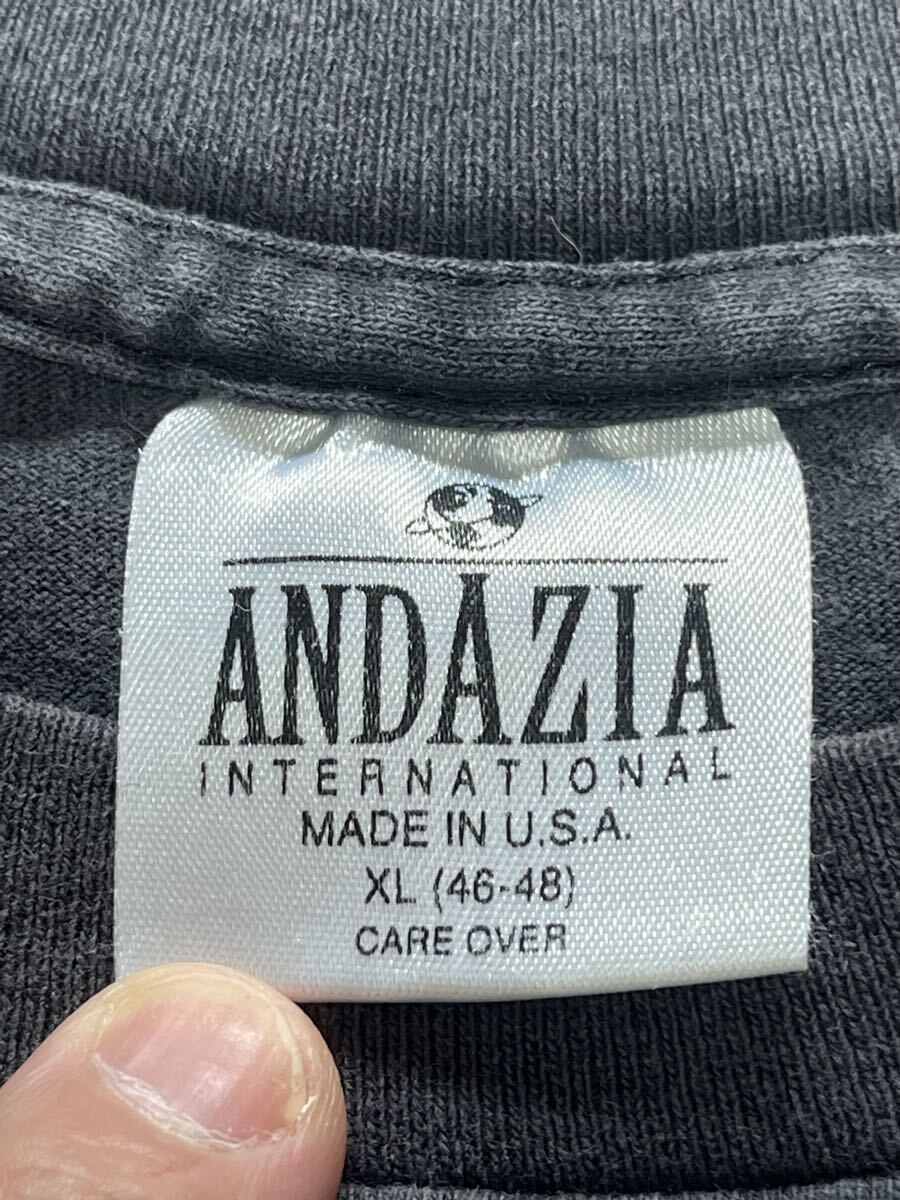 ANDAZIA
INTERNATIONAL
MADE IN U.S.A.
XL (46-48)
CARE OVER